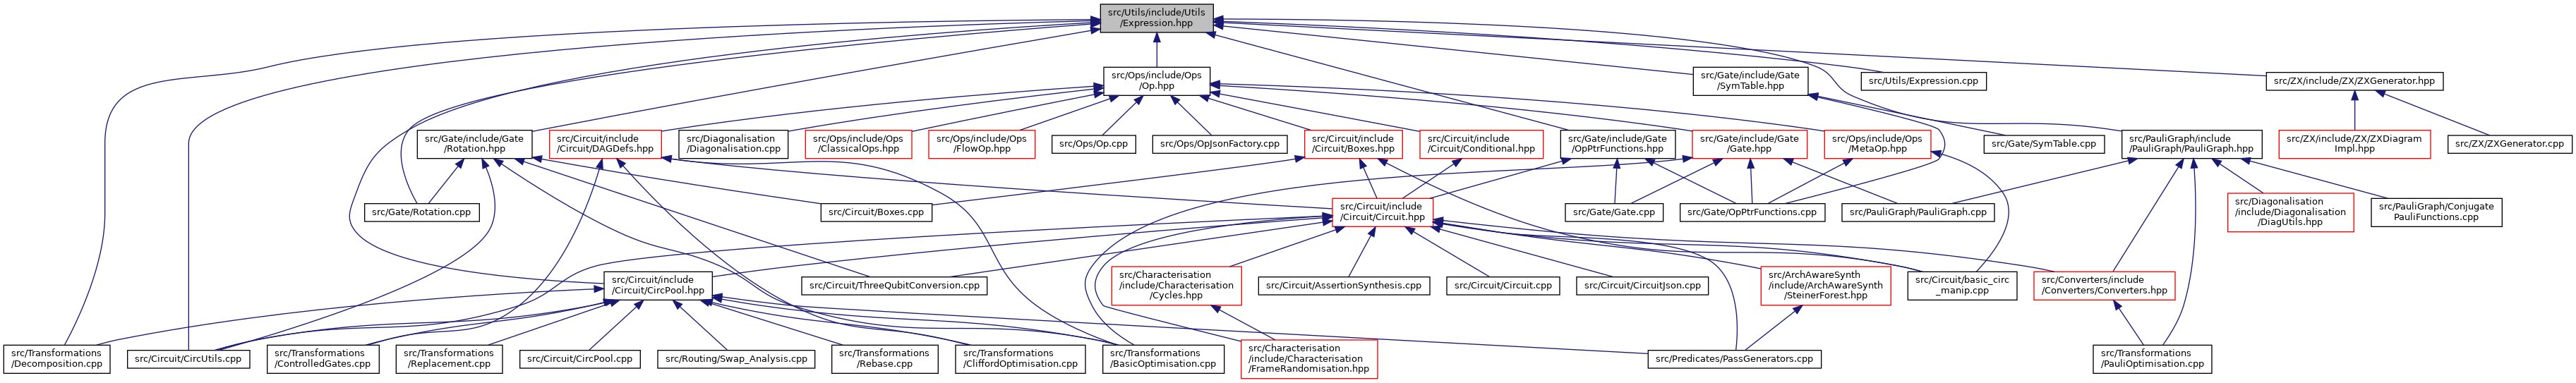 src/Utils/include/Utils
/Expression.hpp
src/Ops/include/Ops
/Op.hpp
src/Gate/include/Gate
/SymTable.hpp
src/Utils/Expression.cpp
src/ZX/include/ZX/ZXGenerator.hpp
src/Gate/include/Gate
/Rotation.hpp
src/Circuit/include
/Circuit/DAGDefs.hpp
src/Diagonalisation
/Diagonalisation.cpp
src/Ops/include/Ops
/ClassicalOps.hpp
src/Ops/include/Ops
/FlowOp.hpp
src/Ops/Op.cpp
src/Ops/OpJsonFactory.cpp
src/Circuit/include
/Circuit/Boxes.hpp
src/Circuit/include
/Circuit/Conditional.hpp
src/Gate/include/Gate
/OpPtrFunctions.hpp
src/Gate/include/Gate
/Gate.hpp
src/Ops/include/Ops
/MetaOp.hpp
src/Gate/SymTable.cpp
src/PauliGraph/include
/PauliGraph/PauliGraph.hpp
src/ZX/include/ZX/ZXDiagram
Impl.hpp
src/ZX/ZXGenerator.cpp
src/Gate/Rotation.cpp
src/Circuit/Boxes.cpp
src/Circuit/include
/Circuit/Circuit.hpp
src/Gate/Gate.cpp
src/Gate/OpPtrFunctions.cpp
src/PauliGraph/PauliGraph.cpp
src/Diagonalisation
/include/Diagonalisation
/DiagUtils.hpp
src/PauliGraph/Conjugate
PauliFunctions.cpp
src/Circuit/include
/Circuit/CircPool.hpp
src/Circuit/ThreeQubitConversion.cpp
src/Characterisation
/include/Characterisation
/Cycles.hpp
src/Circuit/AssertionSynthesis.cpp
src/Circuit/Circuit.cpp
src/Circuit/CircuitJson.cpp
src/ArchAwareSynth
/include/ArchAwareSynth
/SteinerForest.hpp
src/Circuit/basic_circ
_manip.cpp
src/Converters/include
/Converters/Converters.hpp
src/Transformations
/Decomposition.cpp
src/Circuit/CircUtils.cpp
src/Transformations
/ControlledGates.cpp
src/Transformations
/Replacement.cpp
src/Circuit/CircPool.cpp
src/Routing/Swap_Analysis.cpp
src/Transformations
/Rebase.cpp
src/Transformations
/CliffordOptimisation.cpp
src/Transformations
/BasicOptimisation.cpp
src/Characterisation
/include/Characterisation
/FrameRandomisation.hpp
src/Predicates/PassGenerators.cpp
src/Transformations
/PauliOptimisation.cpp